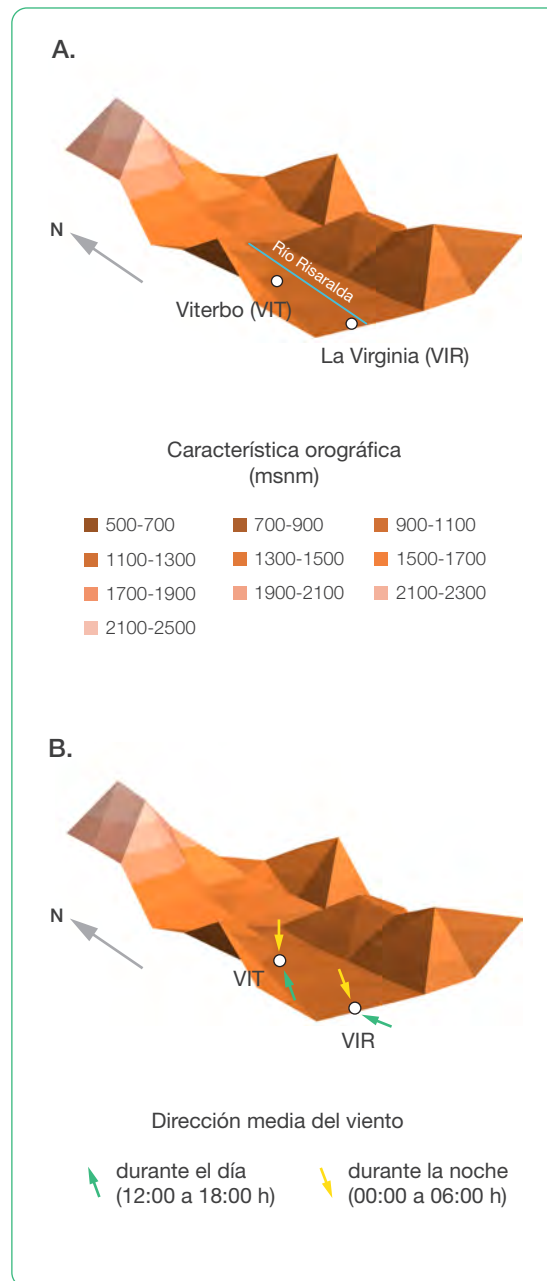 A.
N
Río Risaralda
Viterbo (VIT)
La Virginia (VIR)
Característica orográfica
(msnm)
500-700
700-900
900-1100
1100-1300
1300-1500
1500-1700
1700-1900
1900-2100
2100-2300
2100-2500
B.
N
VIT
VIR
Dirección media del viento
durante el día
(12:00 a 18:00 h)
durante la noche
(00:00 a 06:00 h)